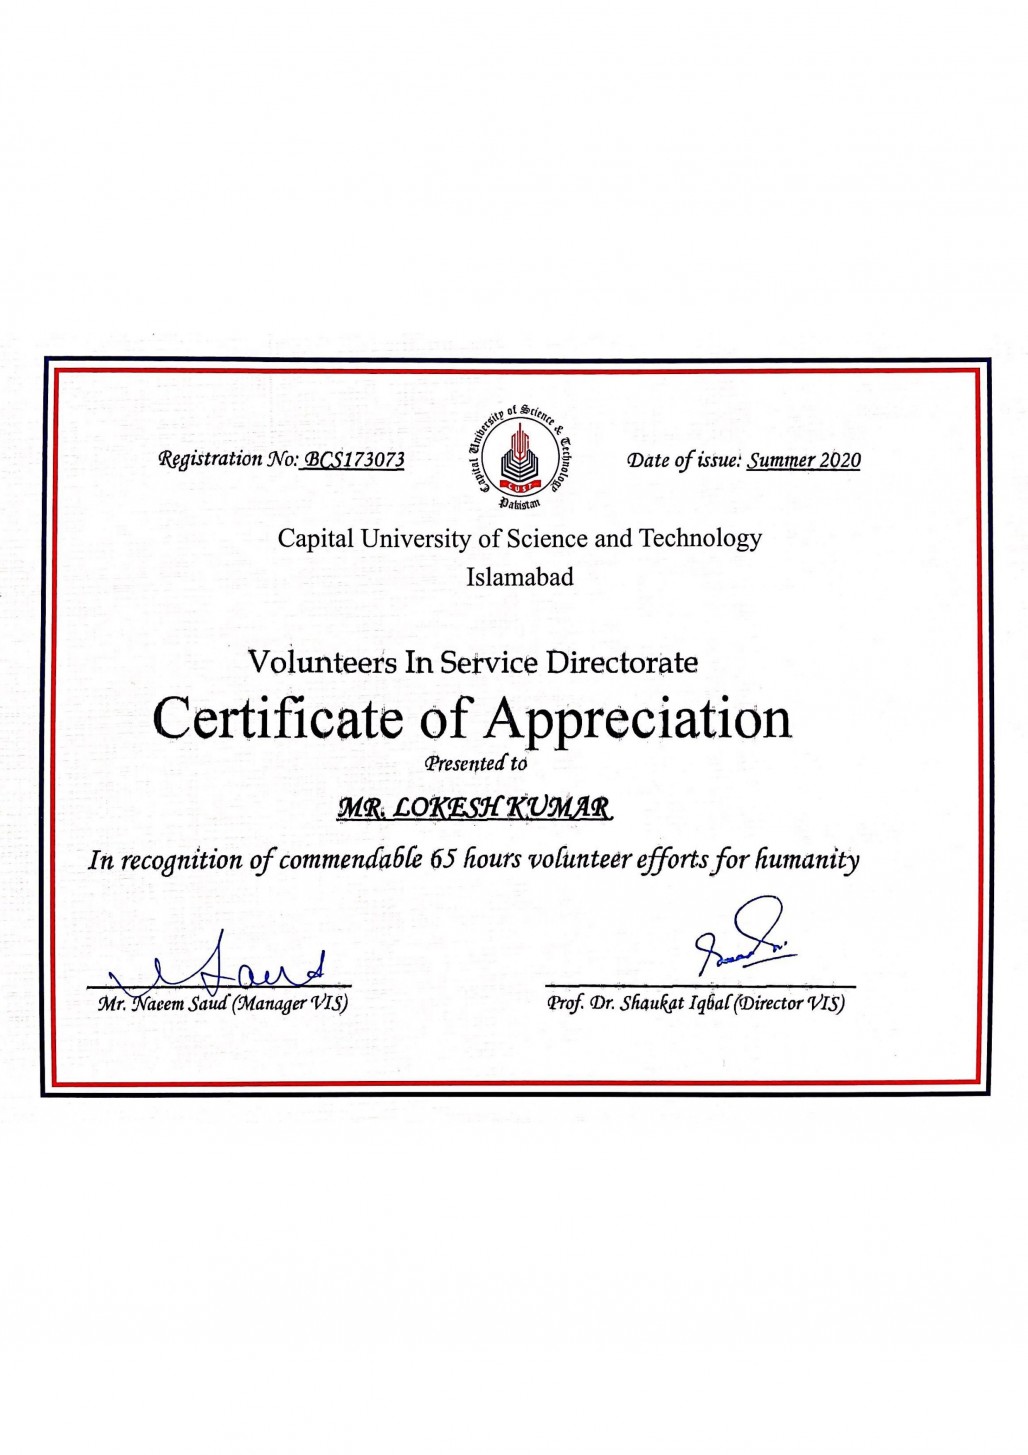 Capital University of Science & Technology
CUST
Pakistan
Registration No: BCS173073
Date of issue: Summer 2020
Capital University of Science and Technology
Islamabad
Volunteers In Service Directorate
Certificate of Appreciation
Presented to
MR. LOKESH KUMAR
In recognition of commendable 65 hours volunteer efforts for humanity
Mr. Naeem Saud (Manager VIS)
Prof. Dr. Shaukat Iqbal (Director VIS)